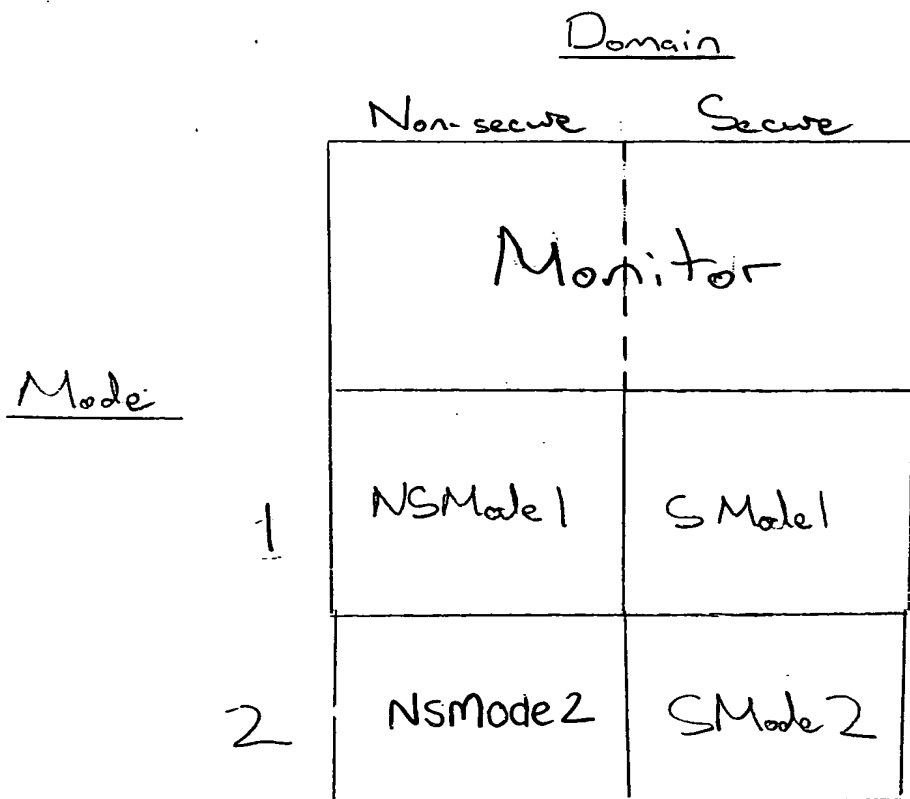 Domain
Non-secure Secure
Monitor
Mode
1 NSMode1 SMode1
2 NSMode2 SMode2